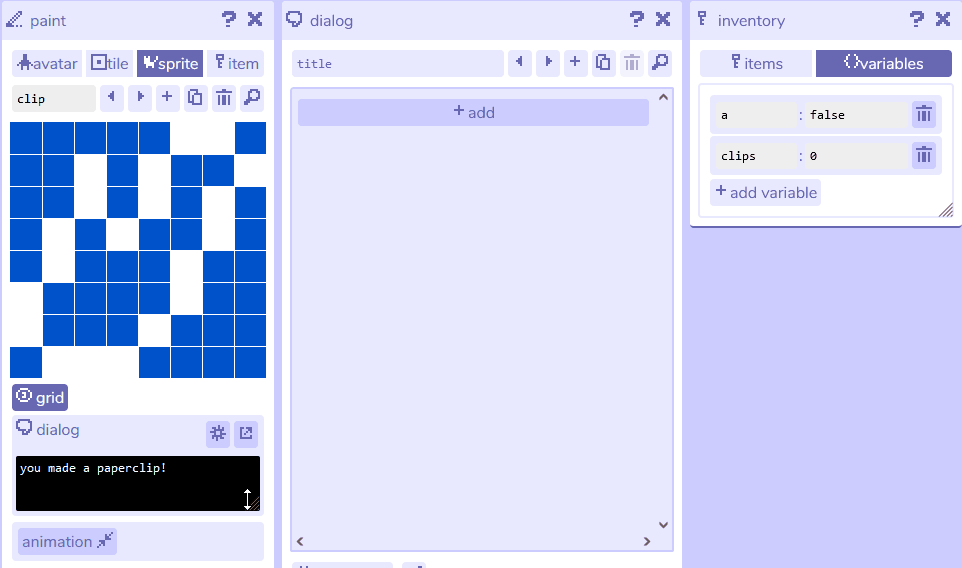 paint
avatar
tile
sprite
item
clip
grid
dialog
you made a paperclip!
animation
dialog
title
+ add
inventory
items
variables
a : false
clips : 0
+ add variable